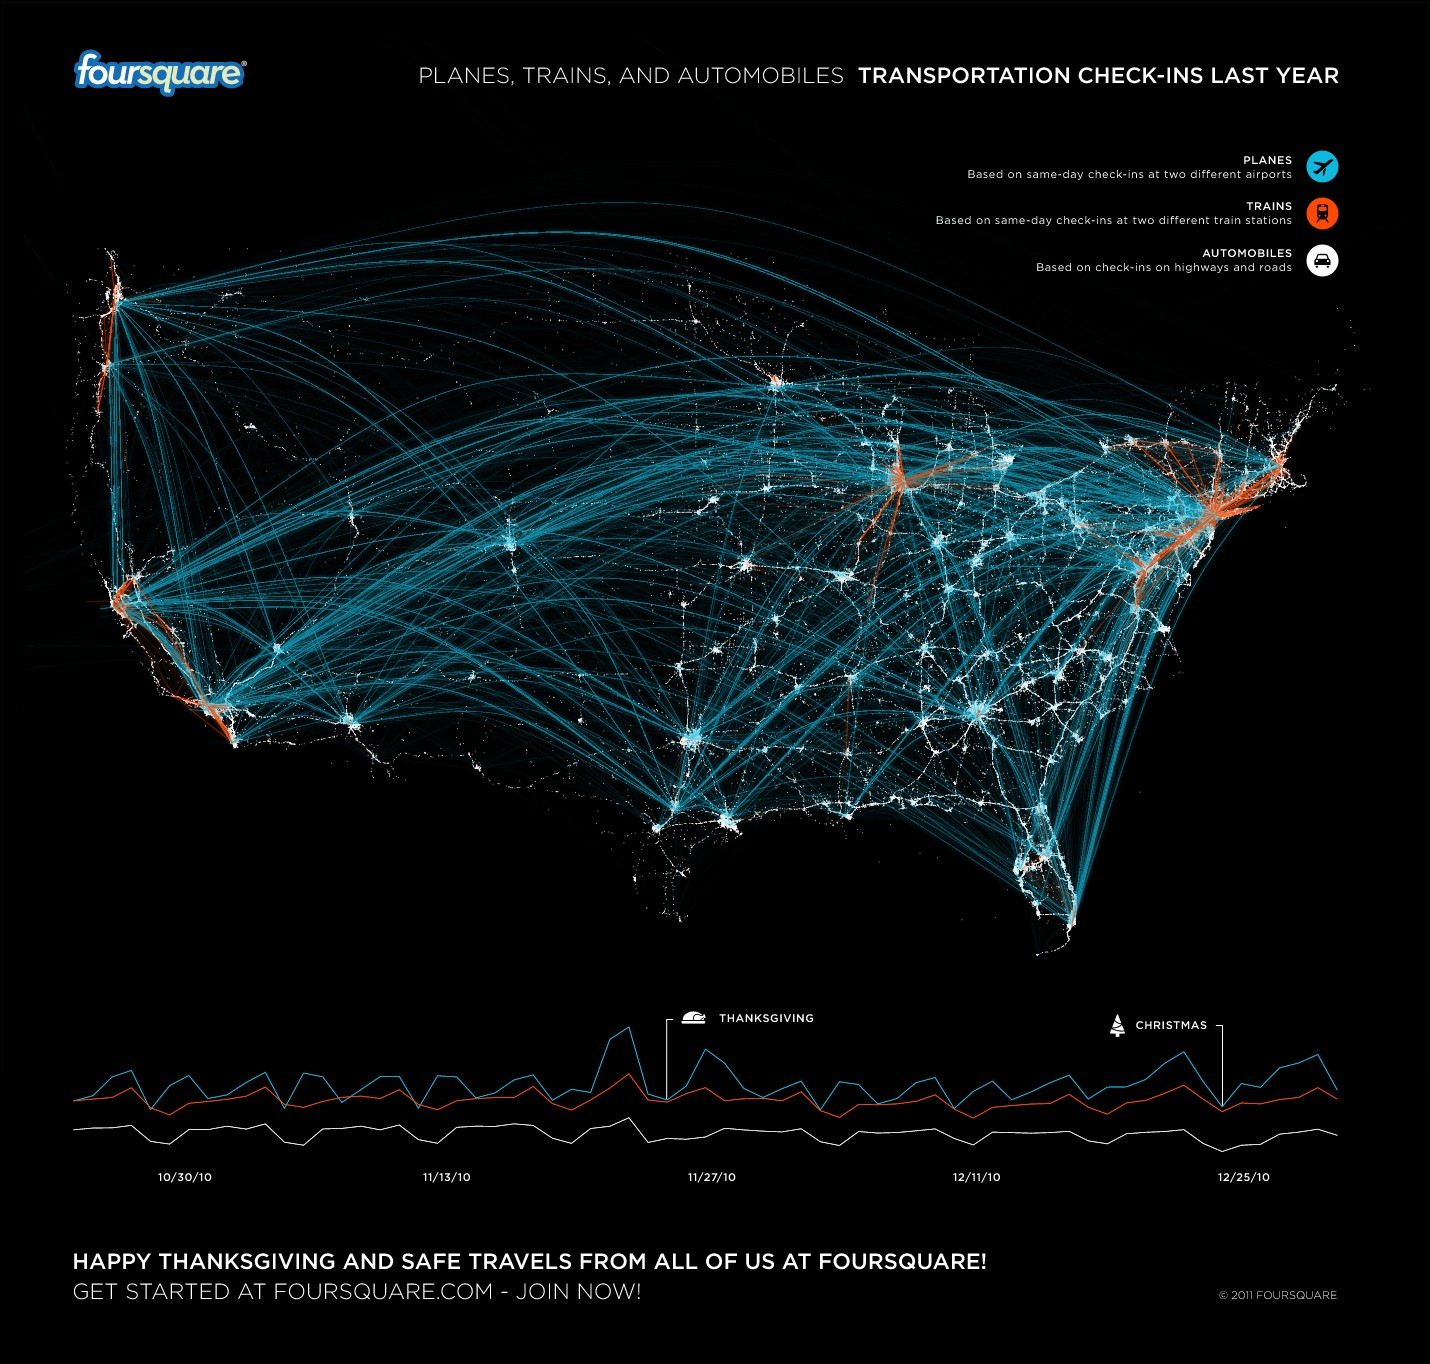 foursquare®
PLANES, TRAINS, AND AUTOMOBILES TRANSPORTATION CHECK-INS LAST YEAR
PLANES
Based on same-day check-ins at two different airports
TRAINS
Based on same-day check-ins at two different train stations
AUTOMOBILES
Based on check-ins on highways and roads
THANKSGIVING
CHRISTMAS
10/30/10 11/13/10 11/27/10 12/11/10 12/25/10
HAPPY THANKSGIVING AND SAFE TRAVELS FROM ALL OF US AT FOURSQUARE!
GET STARTED AT FOURSQUARE.COM - JOIN NOW!
© 2011 FOURSQUARE